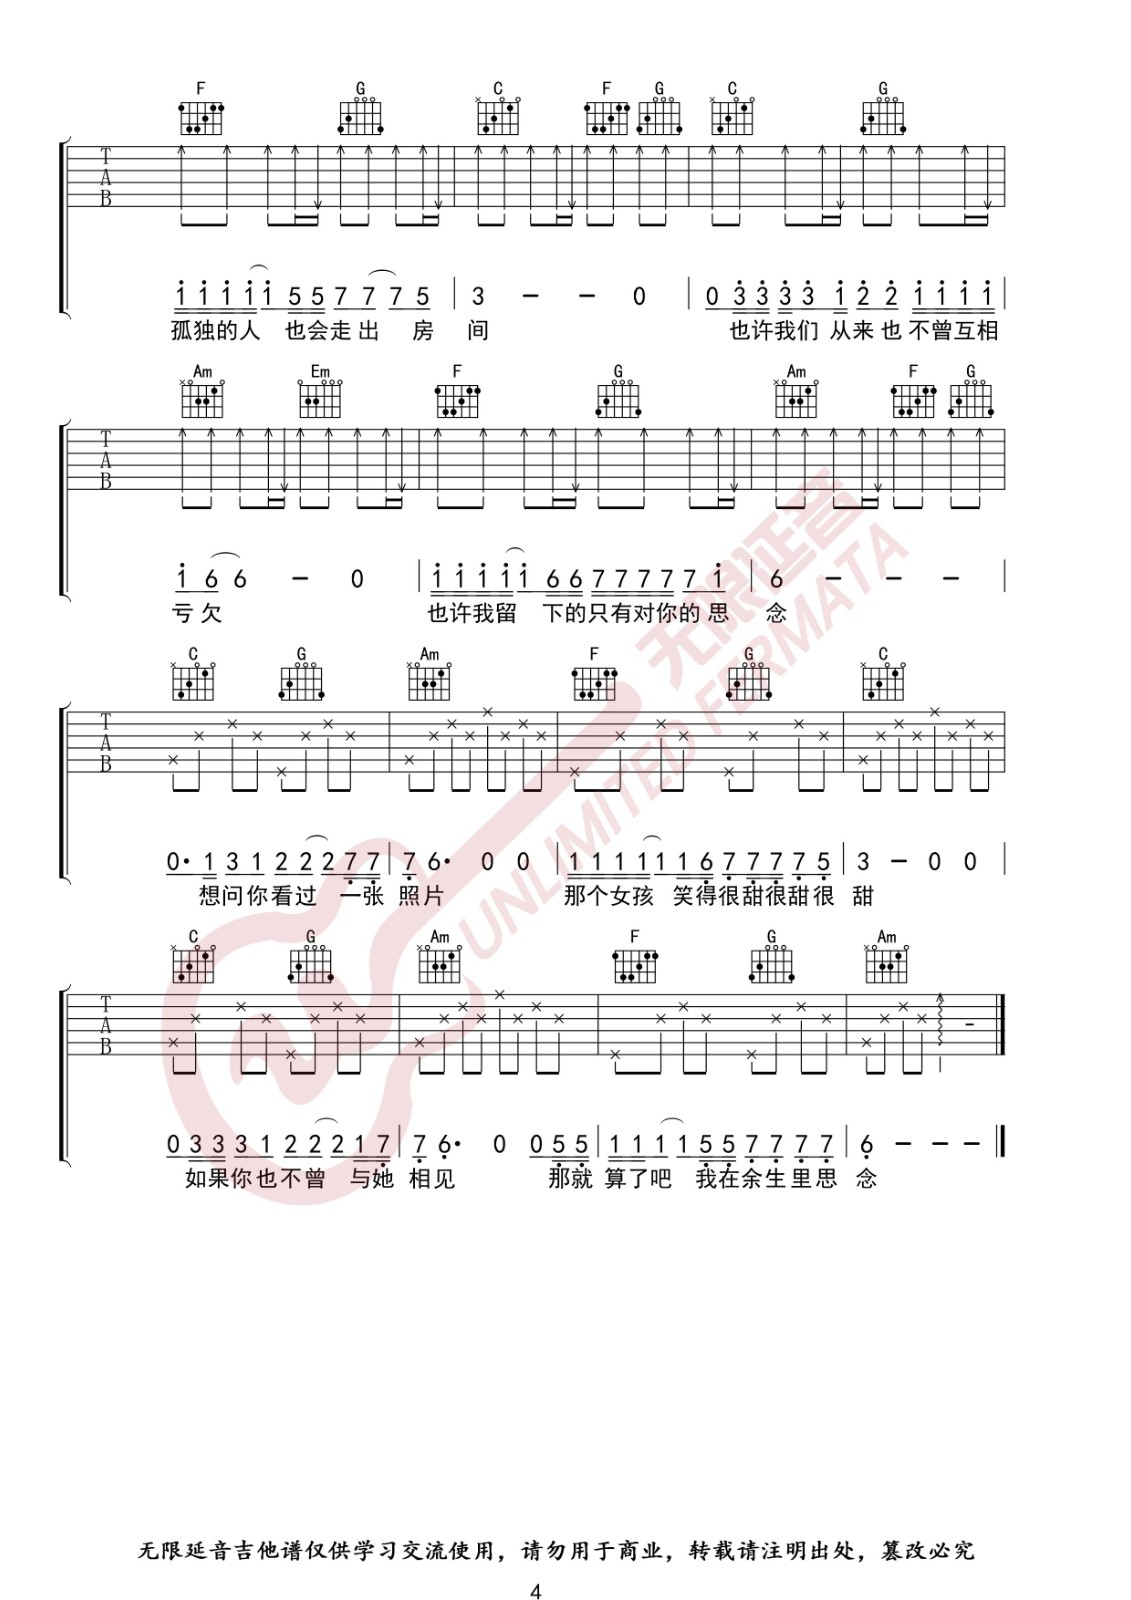 F G C F G C G
T
A
B
1 1 1 1 1 5 5 7 7 7 5 | 3 - - 0 | 0 3 3 3 3 1 2 2 1 1 1 1
孤独的人 也会走出 房 间 也许我们 从来也 不曾互相
Am Em F G Am F G
T
A
B
1 6 6 - 0 | 1 1 1 1 1 6 6 7 7 7 7 7 1 | 6 - - -
亏欠 也许我留 下的只有对你的思 念
C G Am F G C
T
A
B
0· 1 3 1 2 2 2 7 7 | 7 6· 0 0 | 1 1 1 1 1 1 6 7 7 7 7 5 | 3 - 0 0
想问你看过 一张 照片 那个女孩 笑得很甜很甜很 甜
C G Am F G Am
T
A
B
0 3 3 3 1 2 2 2 1 7 | 7 6· 0 0 5 5 | 1 1 1 1 5 5 7 7 7 7 | 6 - - -
如果你也不曾 与她 相见 那就 算了吧 我在余生里思 念
无限延音
UNLIMITED FERMATA
无限延音吉他谱仅供学习交流使用，请勿用于商业，转载请注明出处，篡改必究
4